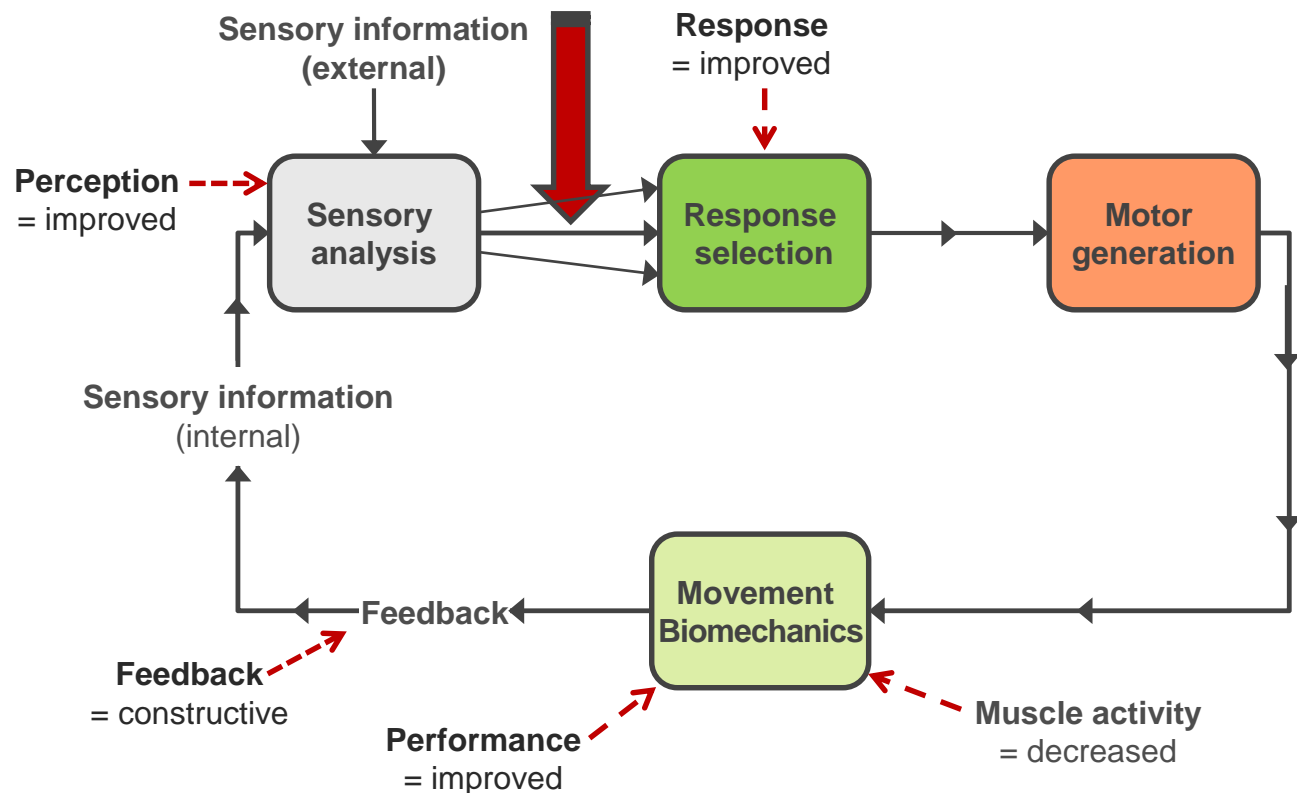 Sensory information
(external)
Response
= improved
Perception
= improved
Sensory
analysis
Response
selection
Motor
generation
Sensory information
(internal)
Movement
Biomechanics
Feedback
Feedback
= constructive
Performance
= improved
Muscle activity
= decreased